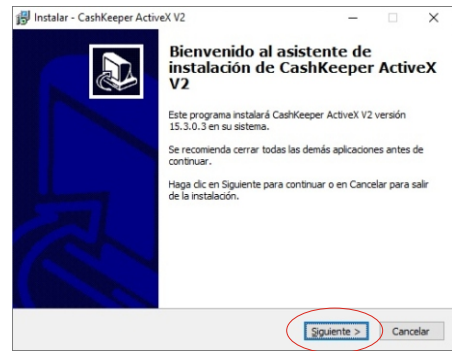 Instalar - CashKeeper ActiveX V2
Bienvenido al asistente de
instalación de CashKeeper ActiveX
V2
Este programa instalará CashKeeper ActiveX V2 versión
15.3.0.3 en su sistema.
Se recomienda cerrar todas las demás aplicaciones antes de
continuar.
Haga clic en Siguiente para continuar o en Cancelar para salir
de la instalación.
Siguiente >
Cancelar